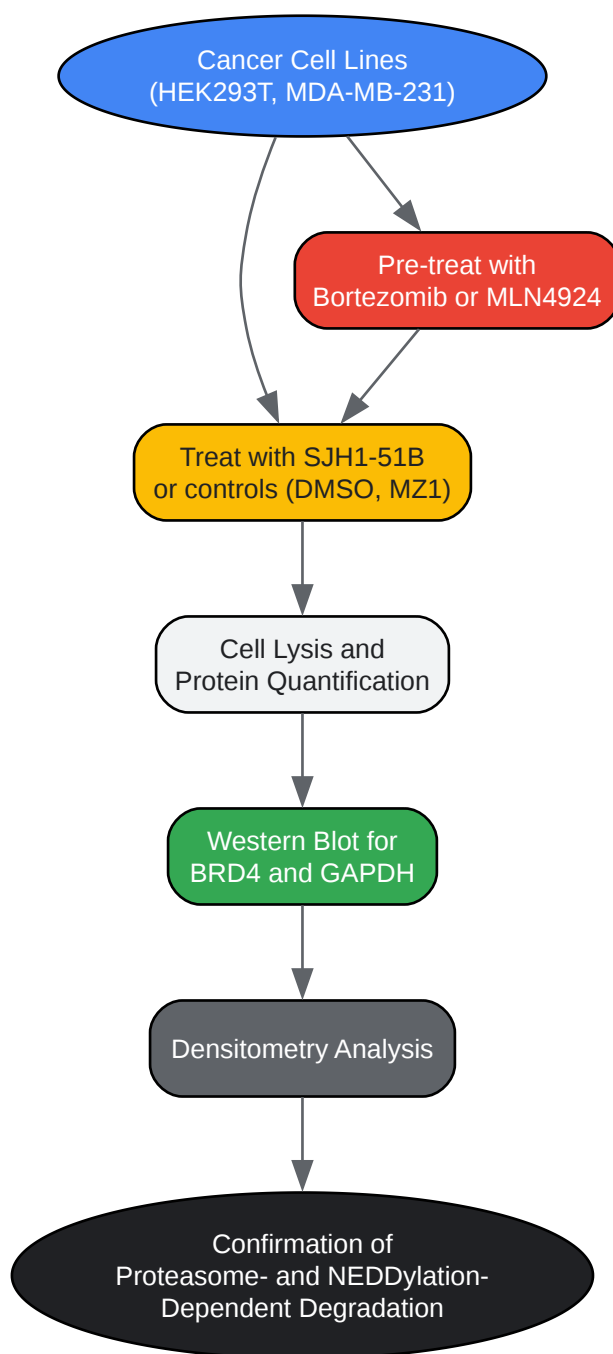 Cancer Cell Lines
(HEK293T, MDA-MB-231)
Pre-treat with
Bortezomib or MLN4924
Treat with SJH1-51B
or controls (DMSO, MZ1)
Cell Lysis and
Protein Quantification
Western Blot for
BRD4 and GAPDH
Densitometry Analysis
Confirmation of
Proteasome- and NEDDylation-
Dependent Degradation